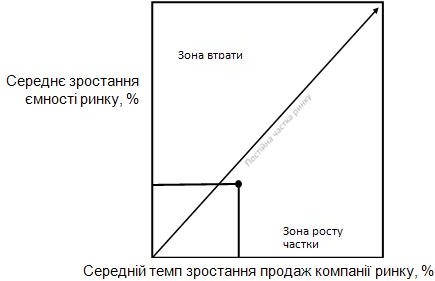 Зона втрати
Середнє зростання
ємності ринку, %
Постійна частка ринку
Зона росту
частки
Середній темп зростання продаж компанії ринку, %